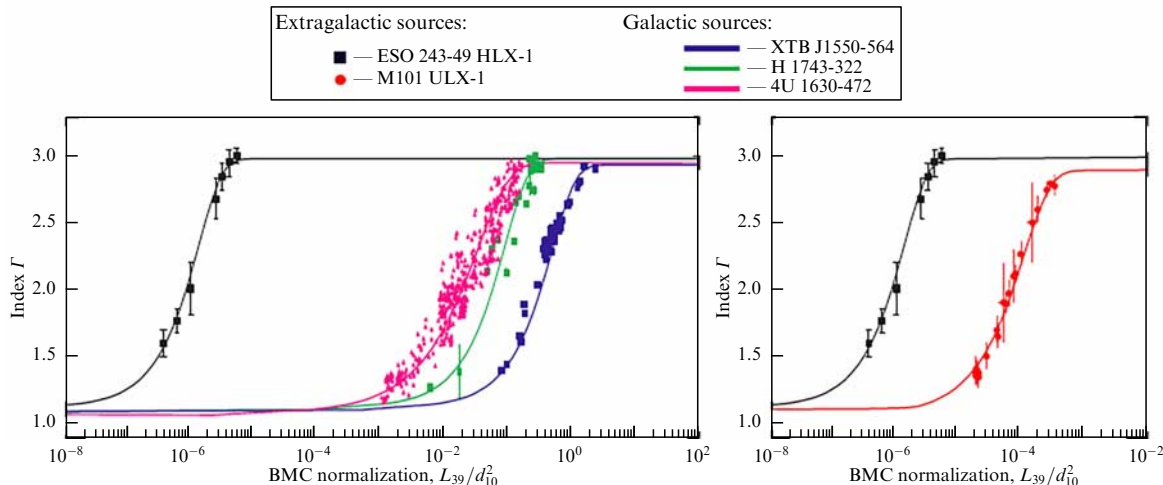 Extragalactic sources: Galactic sources:
— ESO 243-49 HLX-1 — XTB J1550-564
— M101 ULX-1 — H 1743-322
— 4U 1630-472
Index Γ
3.0
2.5
2.0
1.5
1.0
10⁻⁸ 10⁻⁶ 10⁻⁴ 10⁻² 10⁰ 10²
BMC normalization, L₃₉/d²₁₀
Index Γ
3.0
2.5
2.0
1.5
1.0
10⁻⁸ 10⁻⁶ 10⁻⁴ 10⁻²
BMC normalization, L₃₉/d²₁₀